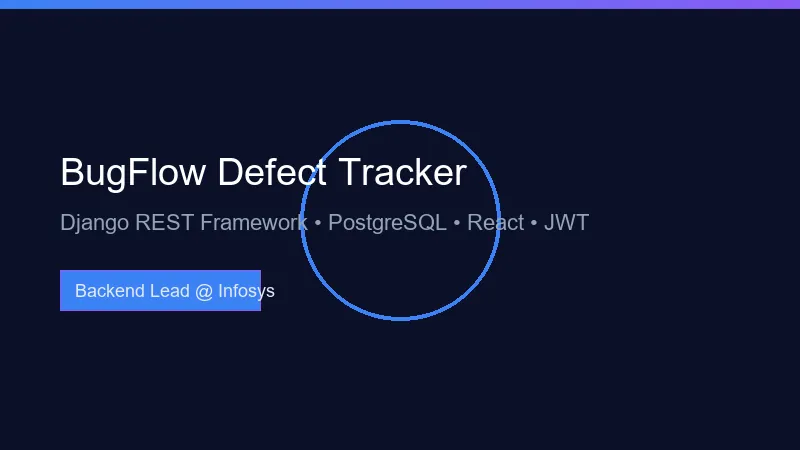 BugFlow Defect Tracker
Django REST Framework • PostgreSQL • React • JWT
Backend Lead @ Infosys